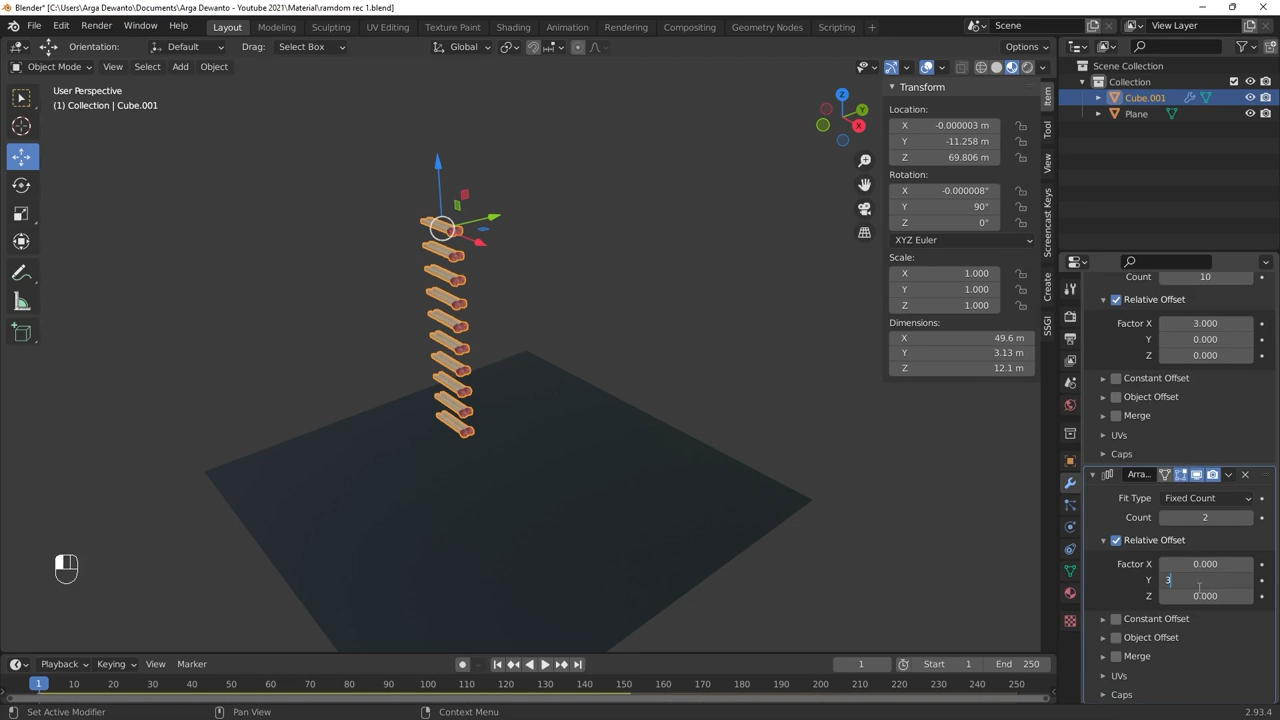 Blender* [C:\Users\Arga Dewanto\Documents\Arga Dewanto - Youtube 2021\Material\ramdom rec 1.blend]
File Edit Render Window Help Layout Modeling Sculpting UV Editing Texture Paint Shading Animation Rendering Compositing Geometry Nodes Scripting + Scene View Layer
Orientation: Default Drag: Select Box Global Options
Object Mode View Select Add Object
User Perspective
(1) Collection | Cube.001
Z
Y
X
Transform
Location:
X -0.000003 m
Y -11.258 m
Z 69.806 m
Rotation:
X -0.000008°
Y 90°
Z 0°
XYZ Euler
Scale:
X 1.000
Y 1.000
Z 1.000
Dimensions:
X 49.6 m
Y 3.13 m
Z 12.1 m
Item
Tool
View
Screencast Keys
Create
SSGI
Scene Collection
Collection
Cube.001
Plane
Count 10
Relative Offset
Factor X 3.000
Y 0.000
Z 0.000
Constant Offset
Object Offset
Merge
UVs
Caps
Arra...
Fit Type Fixed Count
Count 2
Relative Offset
Factor X 0.000
Y 3
Z 0.000
Constant Offset
Object Offset
Merge
UVs
Caps
Playback Keying View Marker 1 Start 1 End 250
1 10 20 30 40 50 60 70 80 90 100 110 120 130 140 150 160 170 180 190 200 210 220 230 240 250
Set Active Modifier Pan View Context Menu 2.93.4